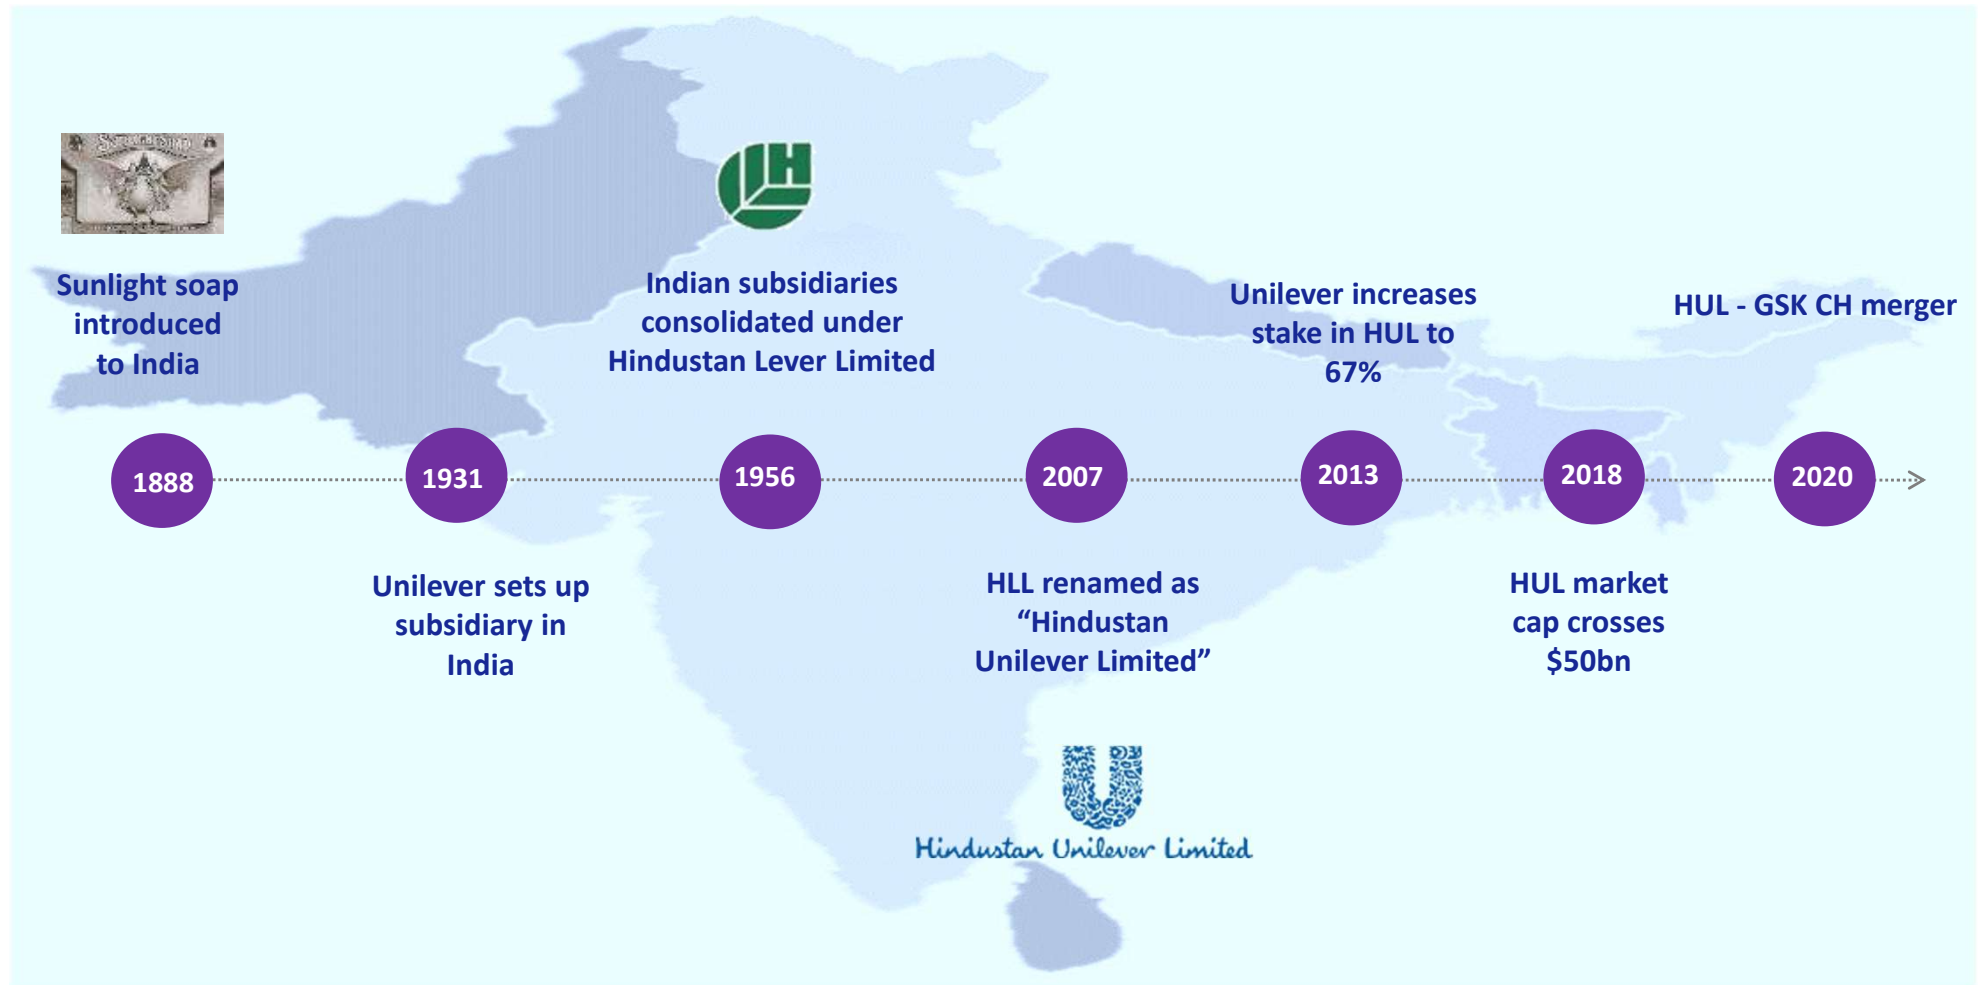 SUNLIGHT SOAP
Sunlight soap
introduced
to India
Indian subsidiaries
consolidated under
Hindustan Lever Limited
Unilever increases
stake in HUL to
67%
HUL - GSK CH merger
1888
1931
1956
2007
2013
2018
2020
Unilever sets up
subsidiary in
India
HLL renamed as
“Hindustan
Unilever Limited”
HUL market
cap crosses
$50bn
Hindustan Unilever Limited